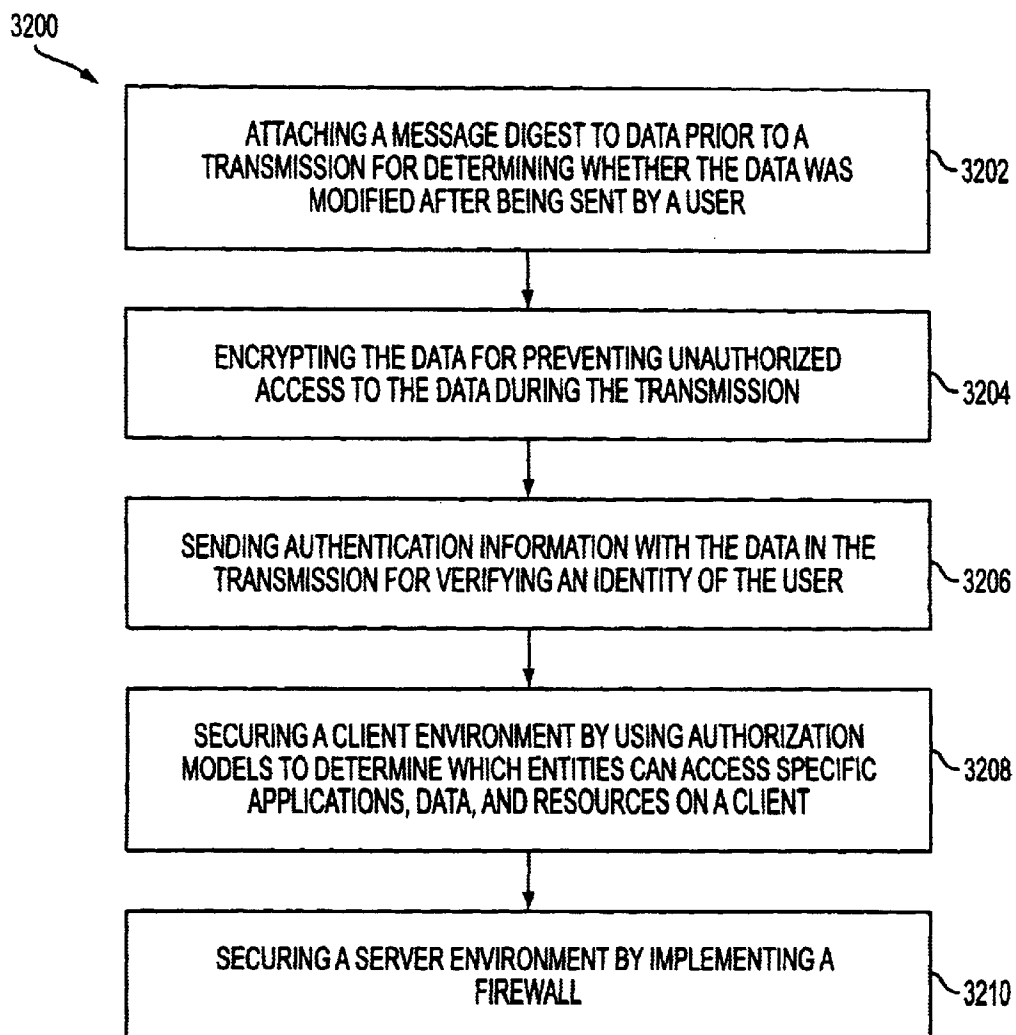 3200
ATTACHING A MESSAGE DIGEST TO DATA PRIOR TO A
TRANSMISSION FOR DETERMINING WHETHER THE DATA WAS
MODIFIED AFTER BEING SENT BY A USER
3202
ENCRYPTING THE DATA FOR PREVENTING UNAUTHORIZED
ACCESS TO THE DATA DURING THE TRANSMISSION
3204
SENDING AUTHENTICATION INFORMATION WITH THE DATA IN THE
TRANSMISSION FOR VERIFYING AN IDENTITY OF THE USER
3206
SECURING A CLIENT ENVIRONMENT BY USING AUTHORIZATION
MODELS TO DETERMINE WHICH ENTITIES CAN ACCESS SPECIFIC
APPLICATIONS, DATA, AND RESOURCES ON A CLIENT
3208
SECURING A SERVER ENVIRONMENT BY IMPLEMENTING A
FIREWALL
3210